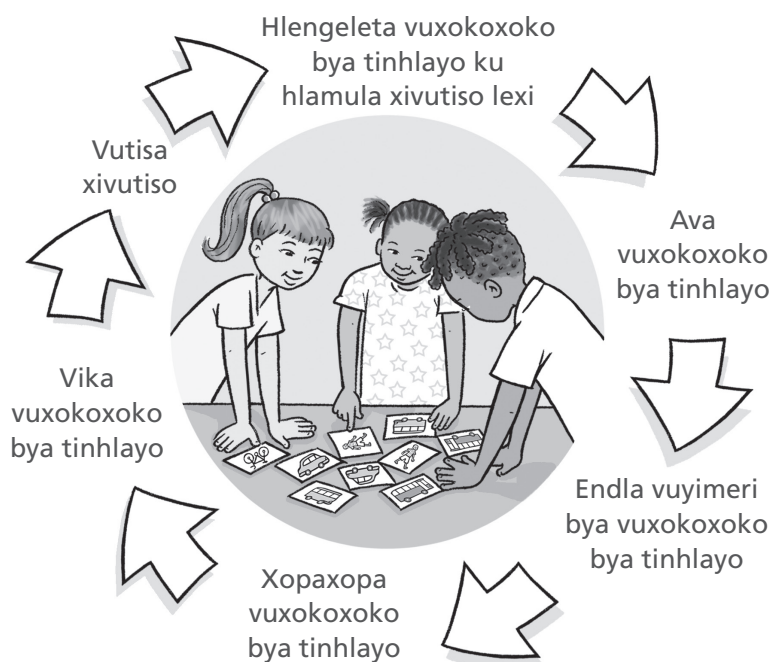 Hlengeleta vuxokoxoko
bya tinhlayo ku
hlamula xivutiso lexi
Vutisa
xivutiso
Ava
vuxokoxoko
bya tinhlayo
Vika
vuxokoxoko
bya tinhlayo
Endla vuyimeri
bya vuxokoxoko
bya tinhlayo
Xopaxopa
vuxokoxoko
bya tinhlayo